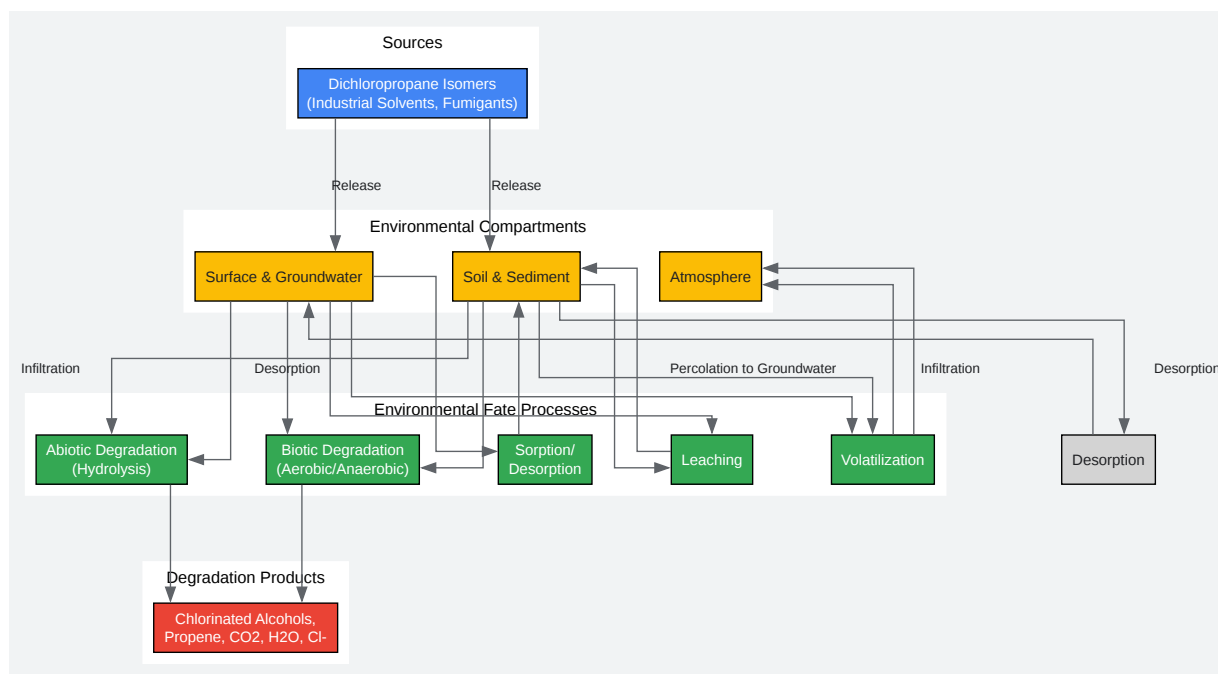 Sources
Dichloropropane Isomers
(Industrial Solvents, Fumigants)
Release
Release
Environmental Compartments
Surface & Groundwater
Soil & Sediment
Atmosphere
Infiltration
Desorption
Percolation to Groundwater
Infiltration
Desorption
Environmental Fate Processes
Abiotic Degradation
(Hydrolysis)
Biotic Degradation
(Aerobic/Anaerobic)
Sorption/
Desorption
Leaching
Volatilization
Desorption
Degradation Products
Chlorinated Alcohols,
Propene, CO2, H2O, Cl-